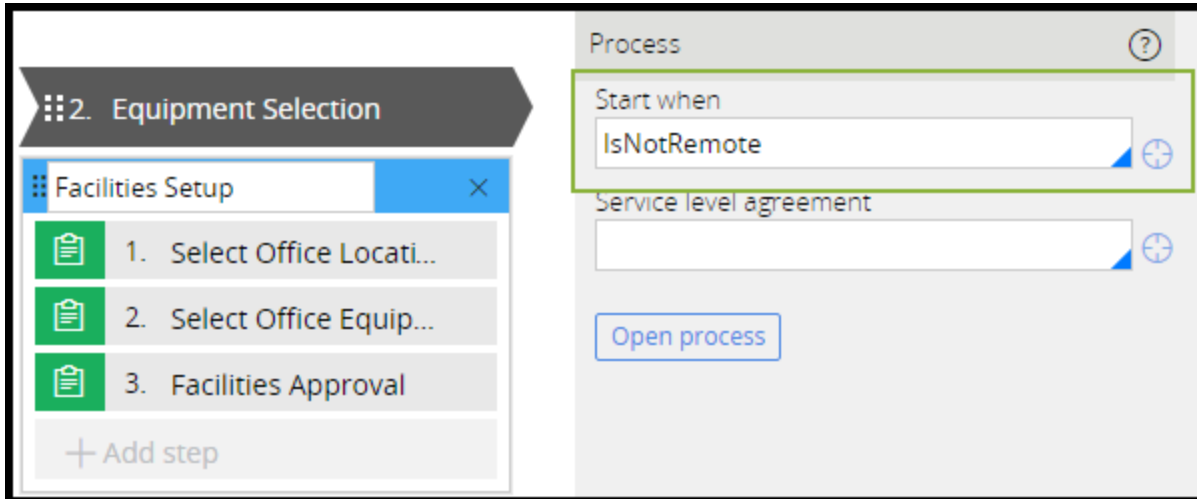 2. Equipment Selection
Facilities Setup
1. Select Office Locati...
2. Select Office Equip...
3. Facilities Approval
+ Add step
Process
?
Start when
IsNotRemote
Service level agreement
Open process